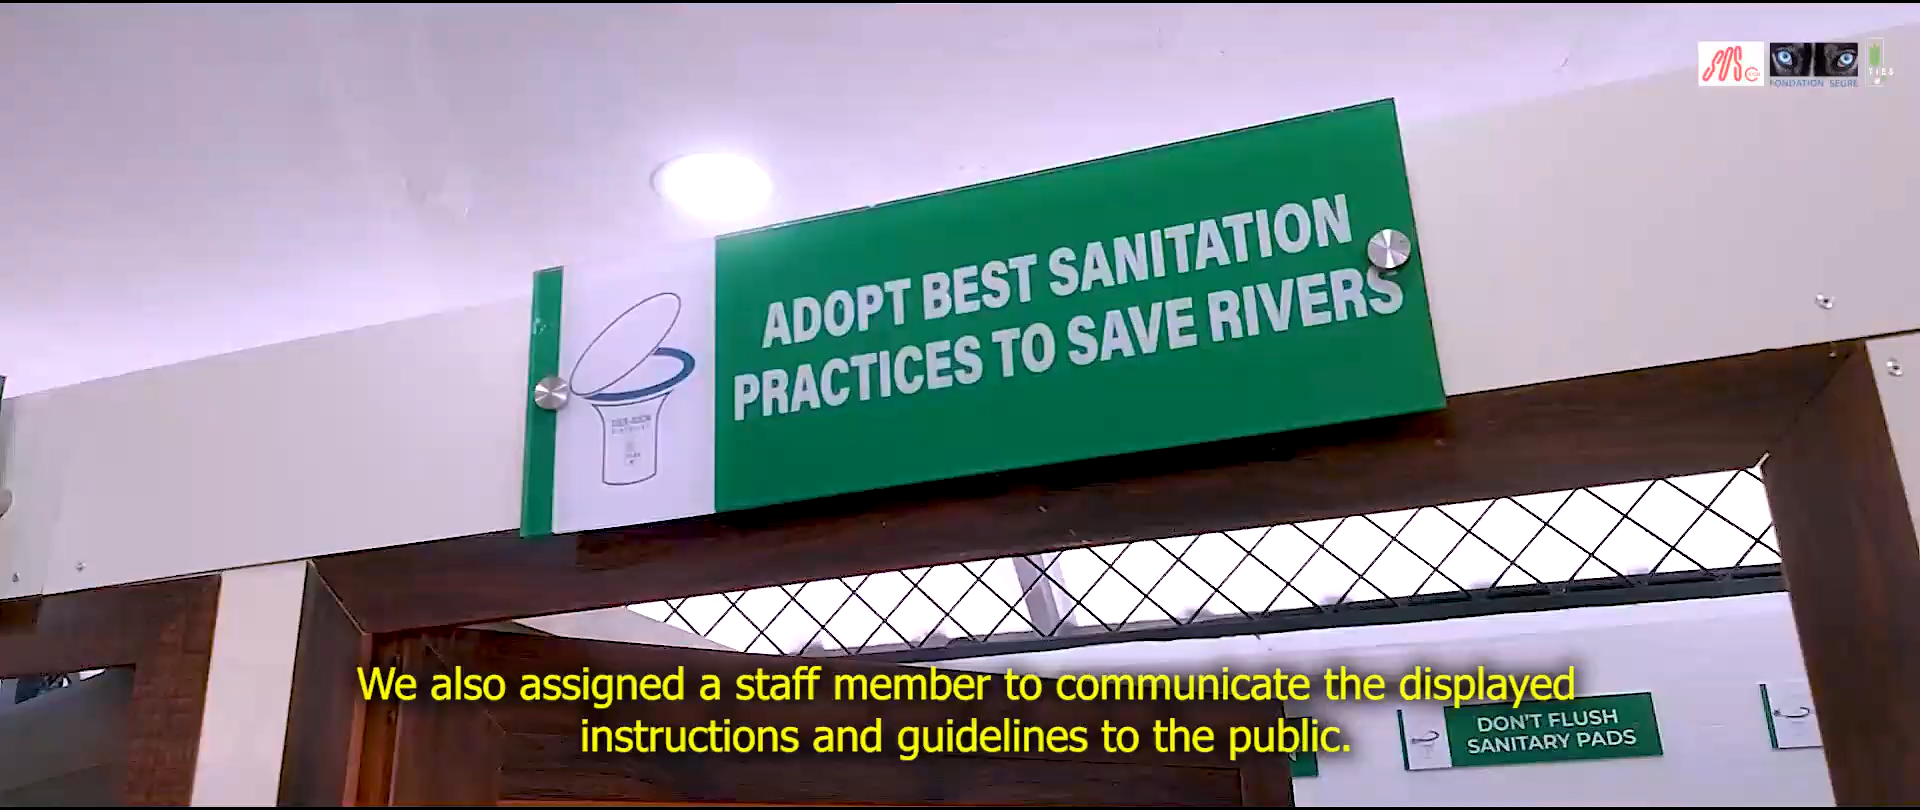 FONDATION SEGRE
TIES
ADOPT BEST SANITATION
PRACTICES TO SAVE RIVERS
We also assigned a staff member to communicate the displayed
instructions and guidelines to the public.
DON'T FLUSH
SANITARY PADS